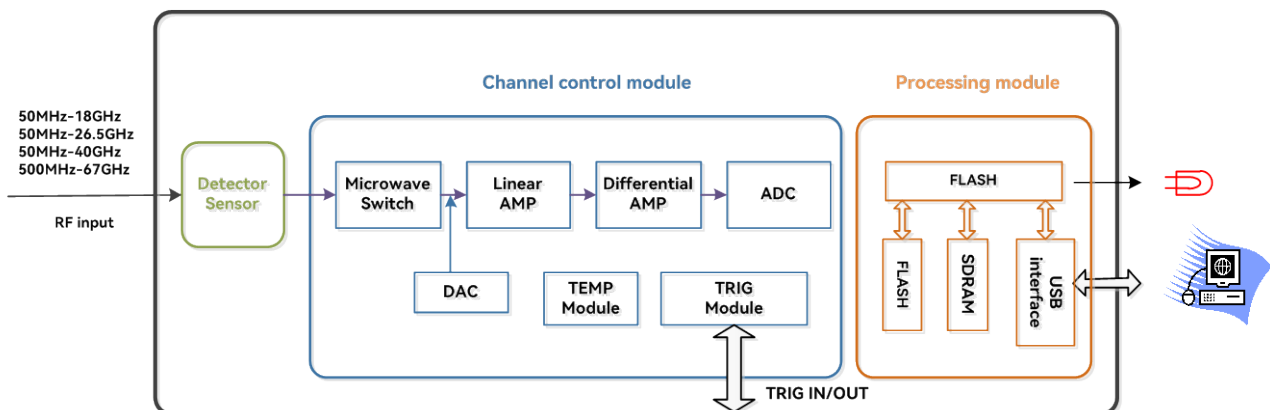 Channel control module
Processing module
50MHz-18GHz
50MHz-26.5GHz
50MHz-40GHz
500MHz-67GHz
RF input
Detector
Sensor
Microwave
Switch
Linear
AMP
Differential
AMP
ADC
DAC
TEMP
Module
TRIG
Module
TRIG IN/OUT
FLASH
FLASH
SDRAM
USB
interface